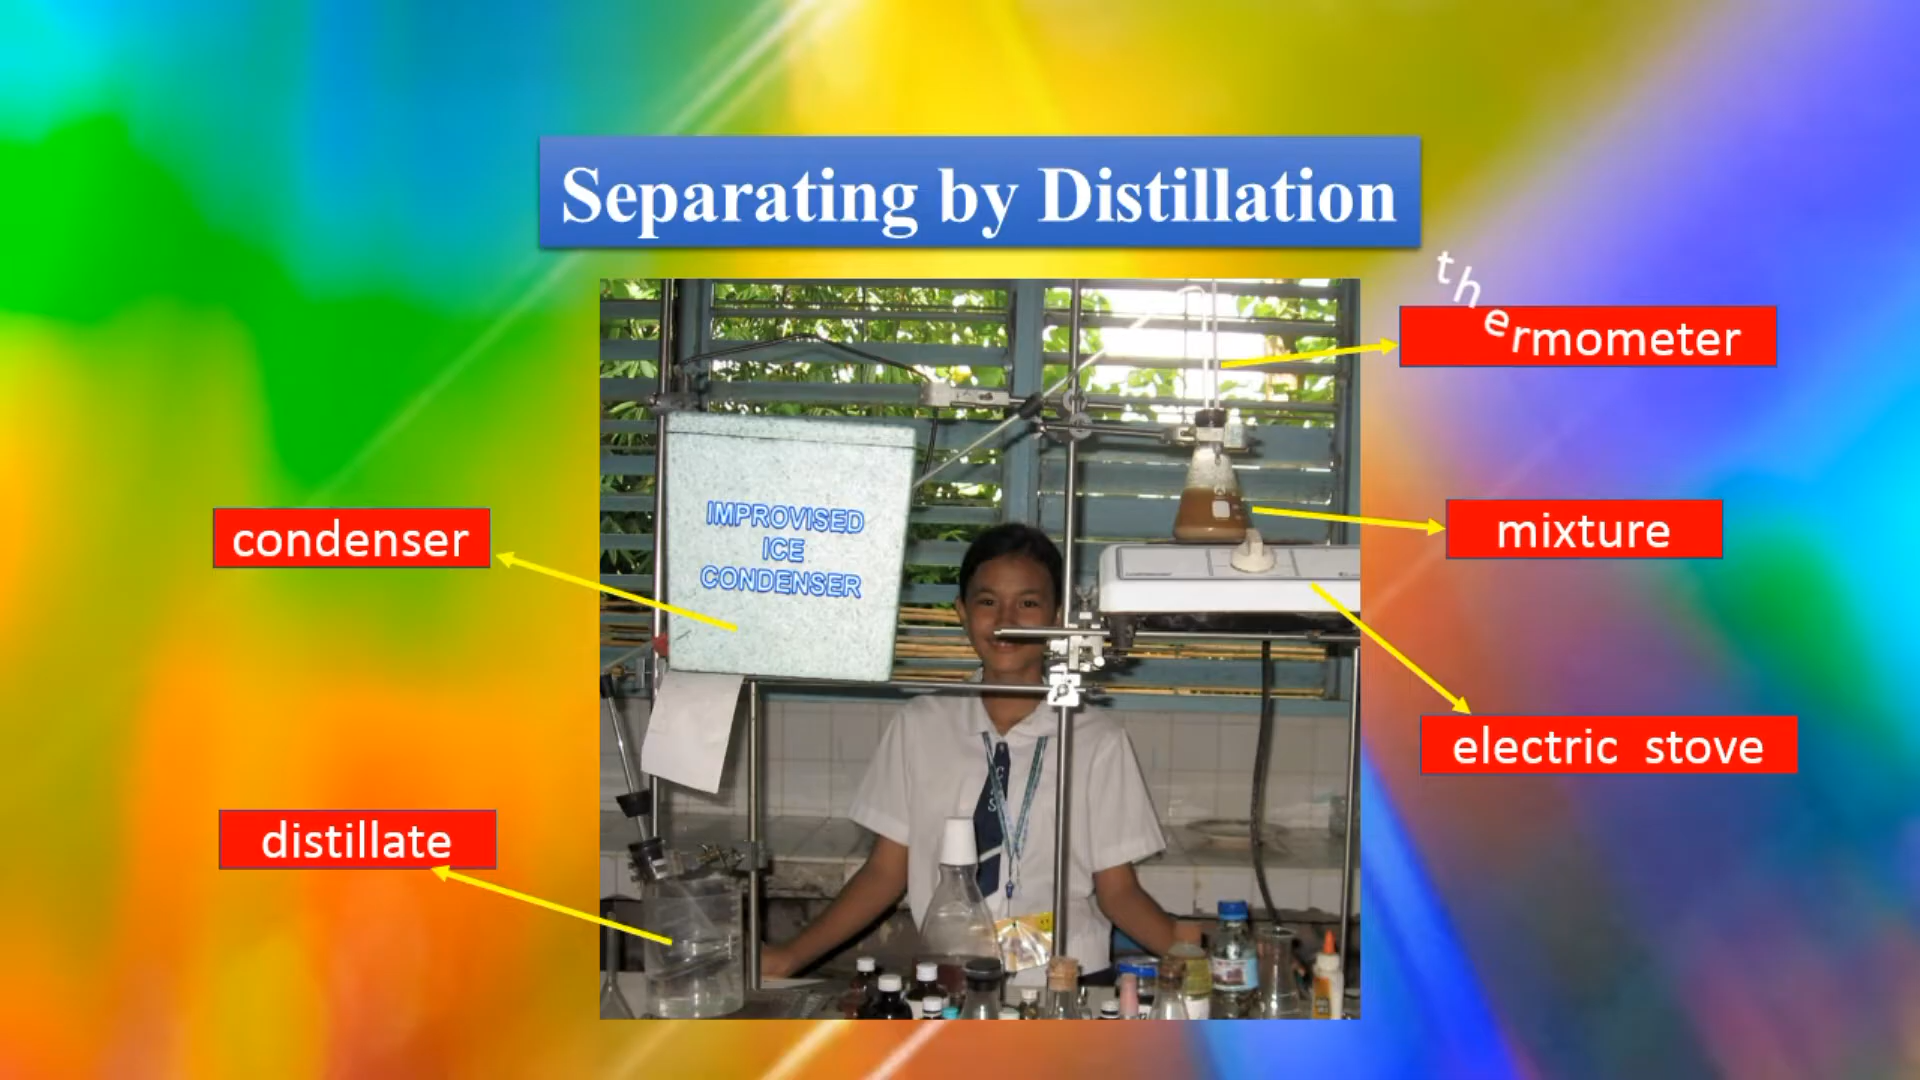 Separating by Distillation
thermometer
IMPROVISED
ICE
CONDENSER
condenser
mixture
electric stove
distillate